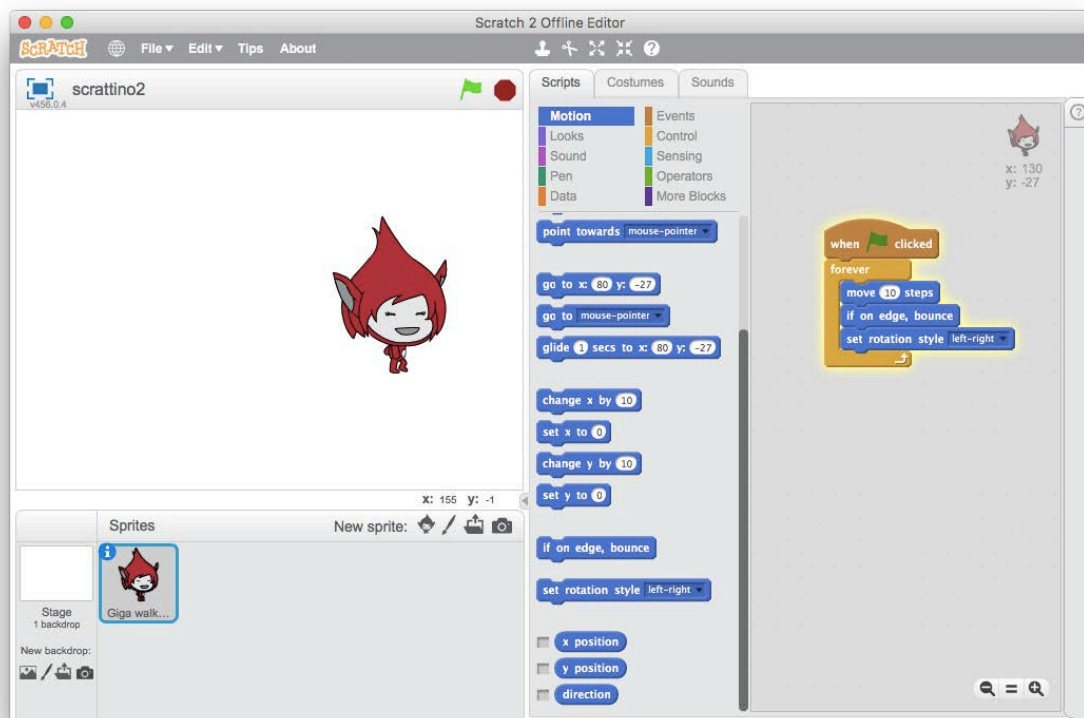 Scratch 2 Offline Editor
SCRATCH File Edit Tips About ?
scrattino2
v456.0.4
x: 155 y: -1
Sprites New sprite:
Stage
1 backdrop
New backdrop:
Giga walk...
Scripts Costumes Sounds
Motion Events
Looks Control
Sound Sensing
Pen Operators
Data More Blocks
point towards mouse-pointer
go to x: 80 y: -27
go to mouse-pointer
glide 1 secs to x: 80 y: -27
change x by 10
set x to 0
change y by 10
set y to 0
if on edge, bounce
set rotation style left-right
x position
y position
direction
x: 130
y: -27
when clicked
forever
move 10 steps
if on edge, bounce
set rotation style left-right